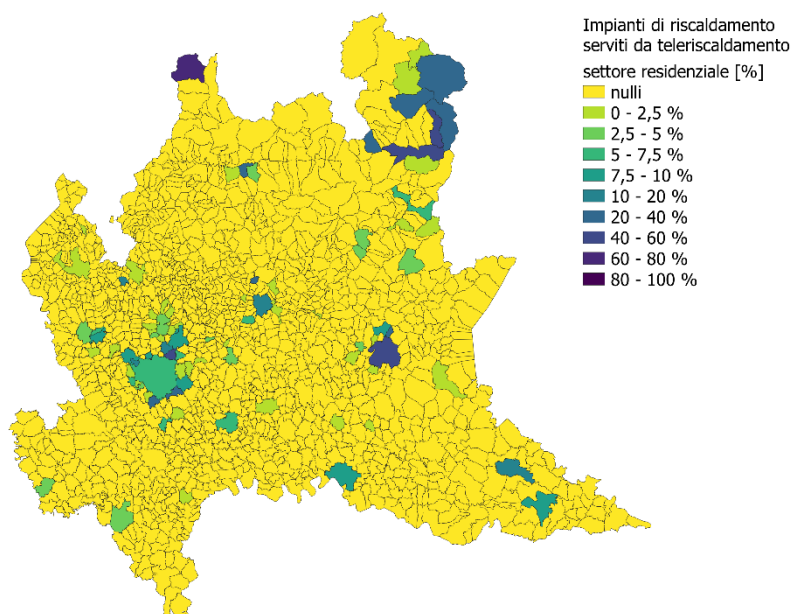 Impianti di riscaldamento
serviti da teleriscaldamento
settore residenziale [%]
nulli
0 - 2,5 %
2,5 - 5 %
5 - 7,5 %
7,5 - 10 %
10 - 20 %
20 - 40 %
40 - 60 %
60 - 80 %
80 - 100 %